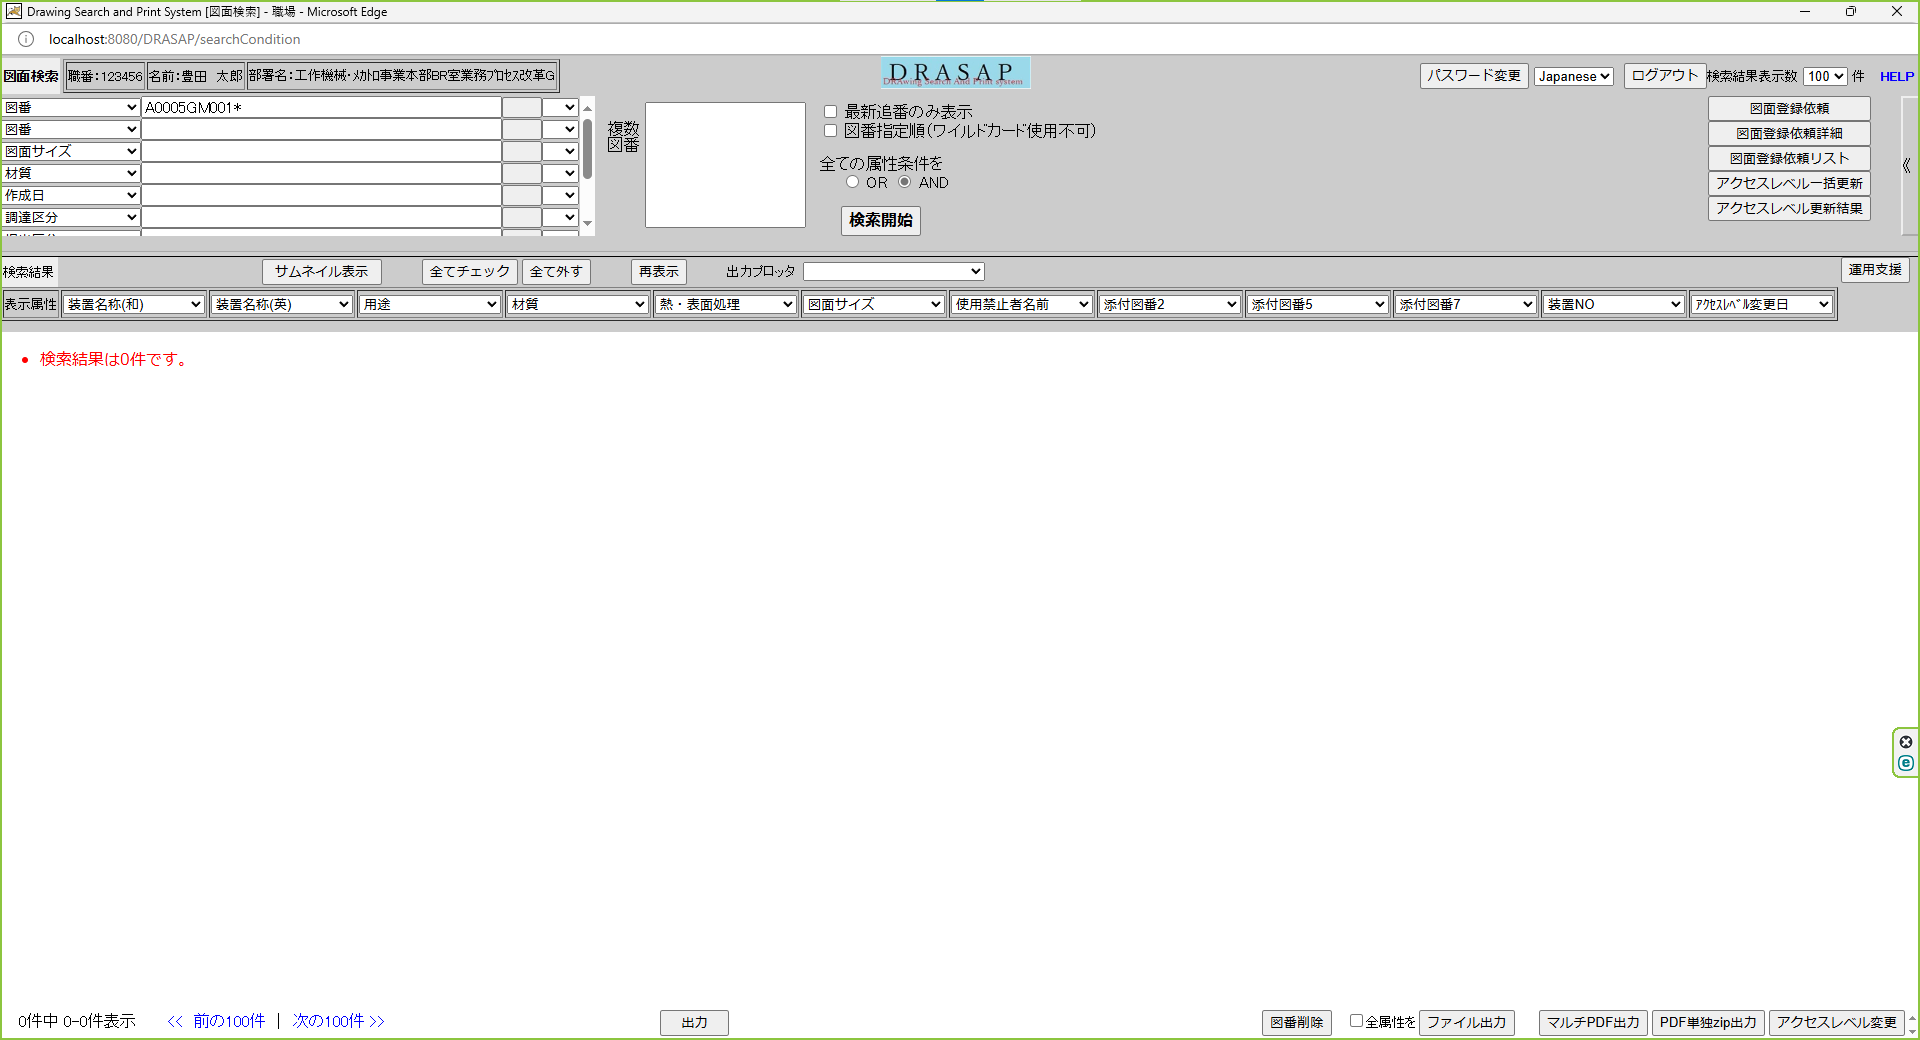 Drawing Search and Print System [図面検索] - 職場 - Microsoft Edge
localhost:8080/DRASAP/searchCondition
図面検索 職番:123456 名前:豊田　太郎 部署名:工作機械・ﾒｶﾄﾛ事業本部BR室業務ﾌﾟﾛｾｽ改革G
DRASAP
DRAwing Search And Print system
パスワード変更 Japanese ログアウト 検索結果表示数 100 件 HELP
図番 A0005GM001*
図番
図面サイズ
材質
作成日
調達区分
複数
図番
最新追番のみ表示
図番指定順(ワイルドカード使用不可)
全ての属性条件を
OR AND
検索開始
図面登録依頼
図面登録依頼詳細
図面登録依頼リスト
アクセスレベル一括更新
アクセスレベル更新結果
《
検索結果 サムネイル表示 全てチェック 全て外す 再表示 出力プロッタ 運用支援
表示属性 装置名称(和) 装置名称(英) 用途 材質 熱・表面処理 図面サイズ 使用禁止者名前 添付図番2 添付図番5 添付図番7 装置NO ｱｸｾｽﾚﾍﾞﾙ変更日
• 検索結果は0件です。
0件中 0-0件表示 << 前の100件 | 次の100件 >> 出力 図番削除 全属性を ファイル出力 マルチPDF出力 PDF単独zip出力 アクセスレベル変更